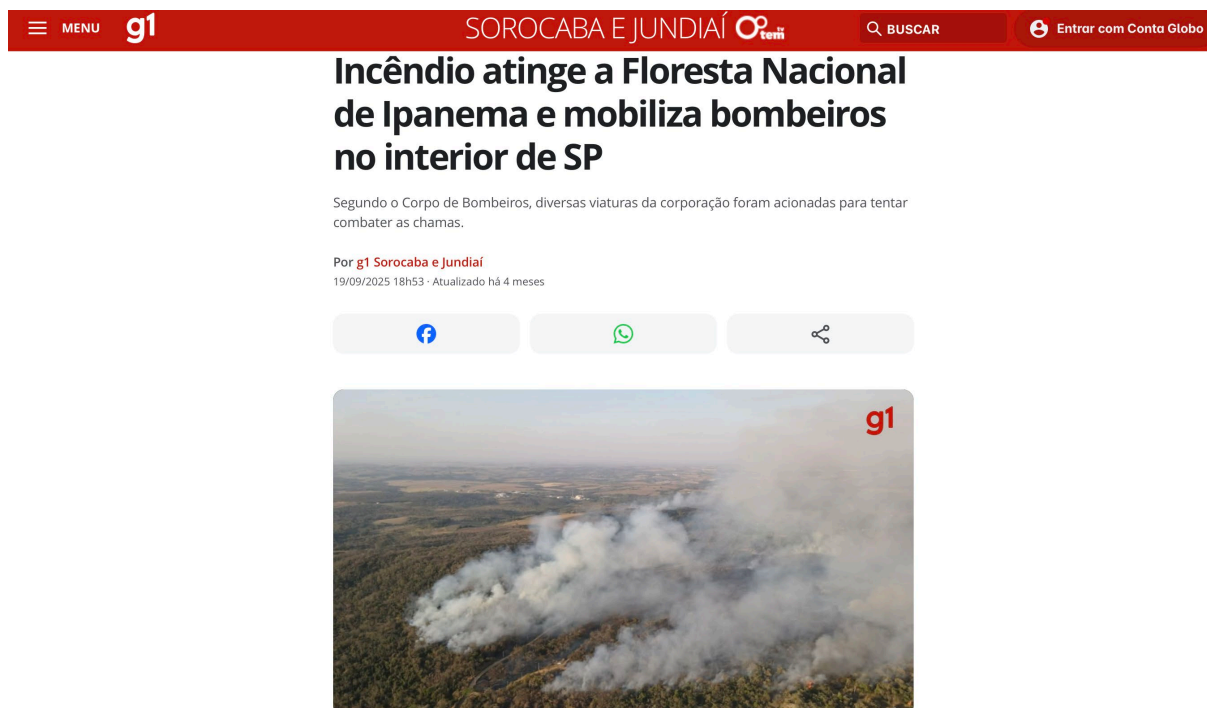 MENU g1 SOROCABA E JUNDIAÍ tem tv BUSCAR Entrar com Conta Globo
Incêndio atinge a Floresta Nacional
de Ipanema e mobiliza bombeiros
no interior de SP
Segundo o Corpo de Bombeiros, diversas viaturas da corporação foram acionadas para tentar
combater as chamas.
Por g1 Sorocaba e Jundiaí
19/09/2025 18h53 · Atualizado há 4 meses
g1